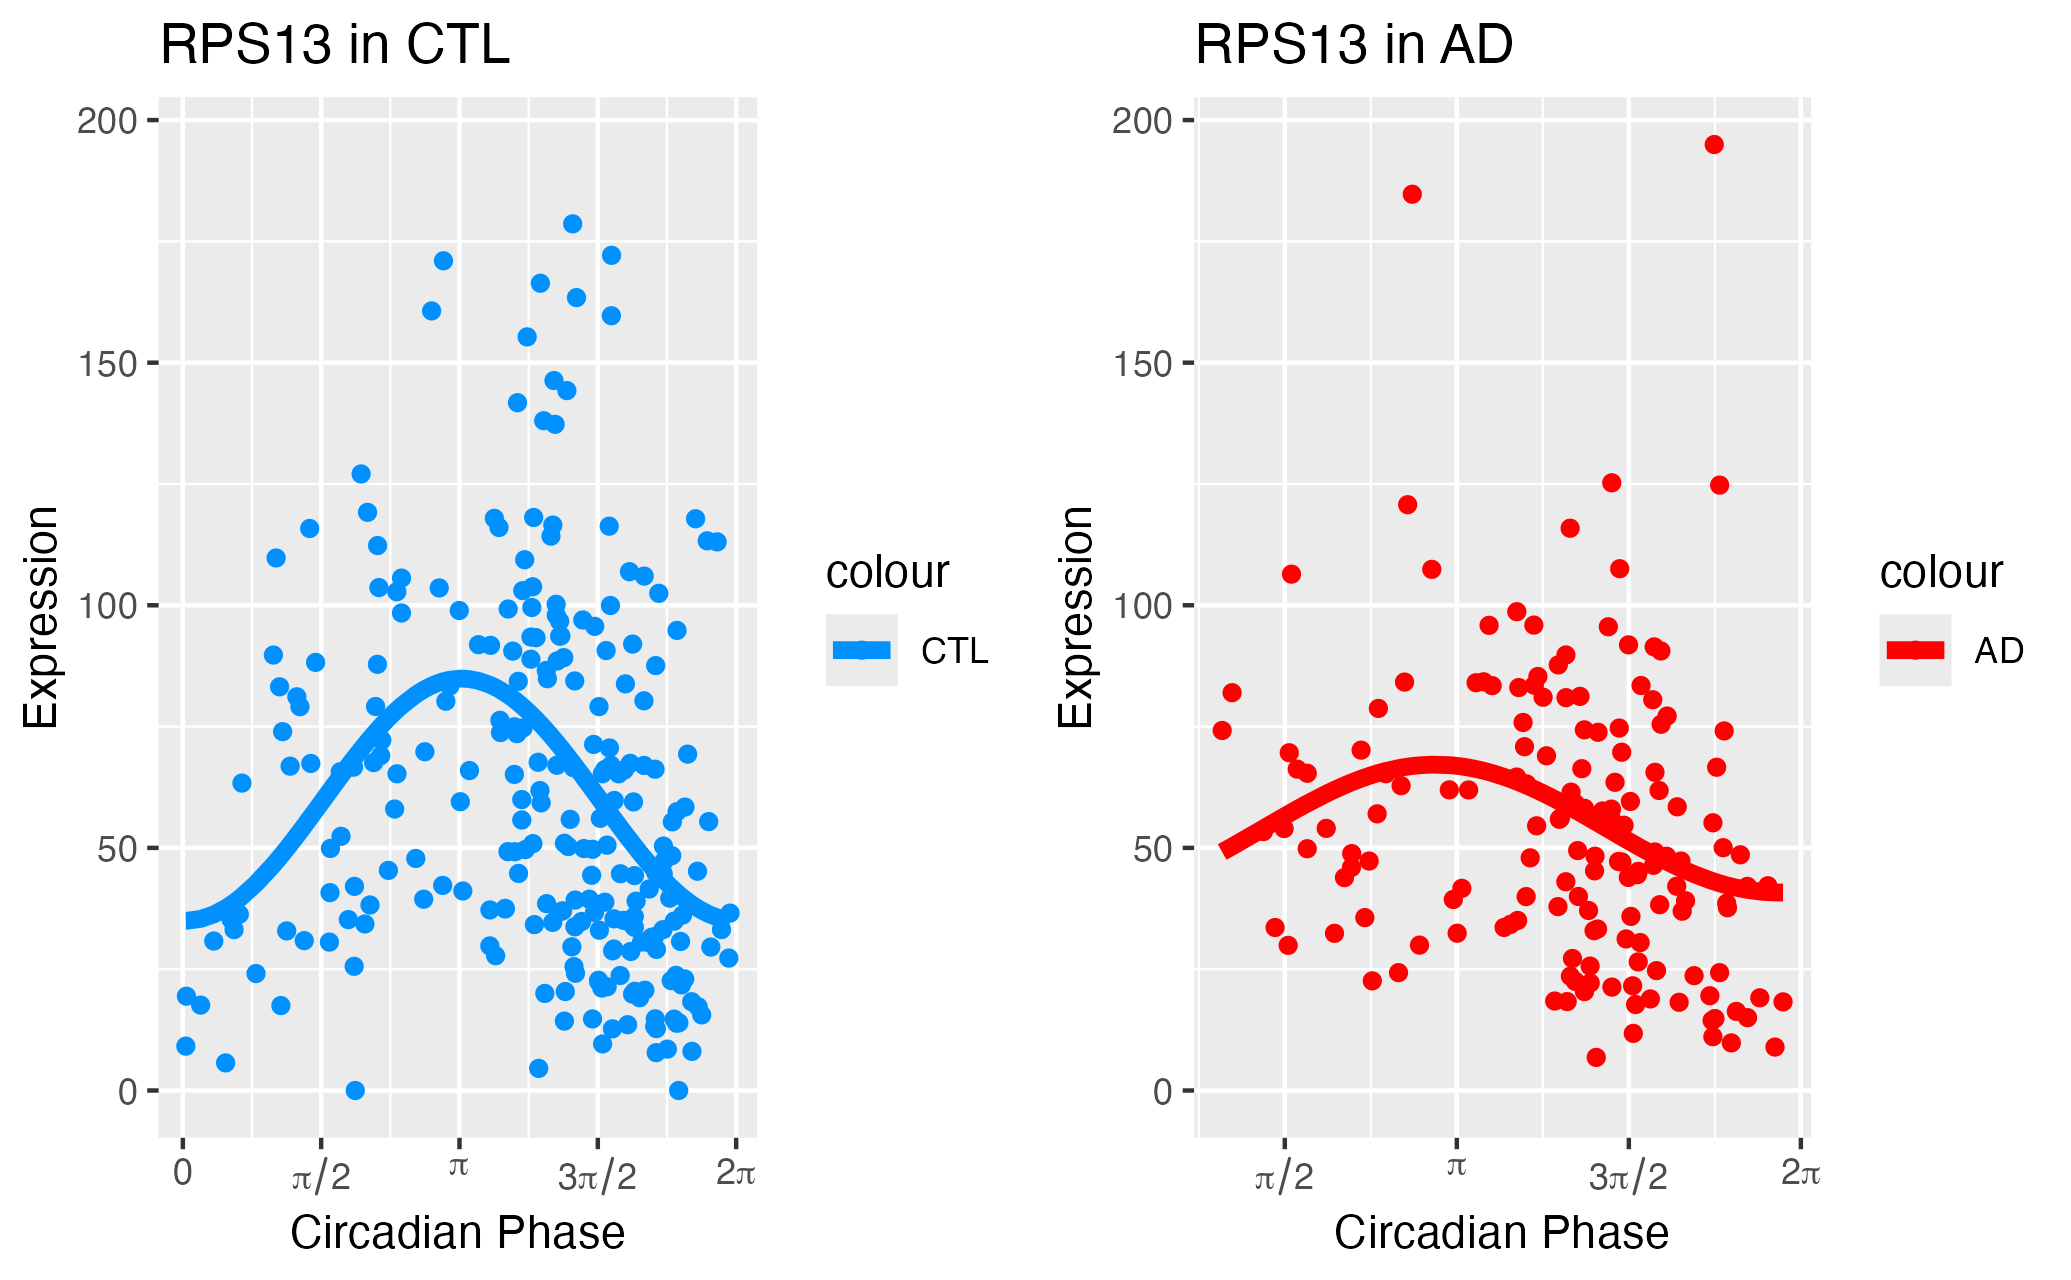 RPS13 in CTL
200
150
100
50
0
Expression
0 π/2 π 3π/2 2π
Circadian Phase
colour
CTL
RPS13 in AD
200
150
100
50
0
Expression
π/2 π 3π/2 2π
Circadian Phase
colour
AD